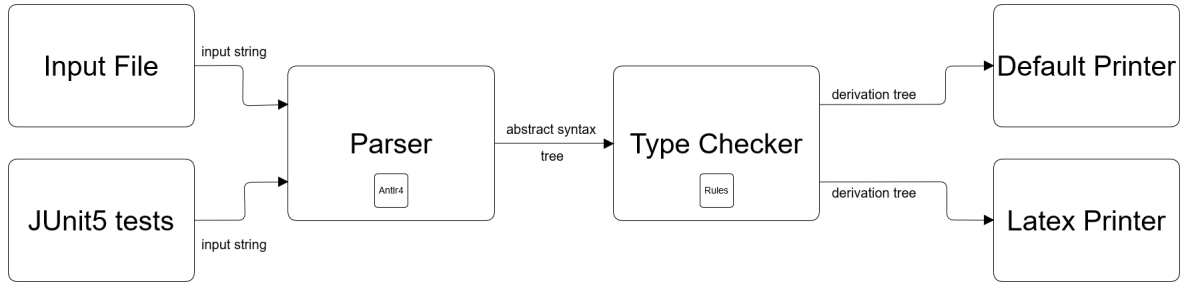 Input File
input string
JUnit5 tests
input string
Parser
Antlr4
abstract syntax
tree
Type Checker
Rules
derivation tree
Default Printer
derivation tree
Latex Printer